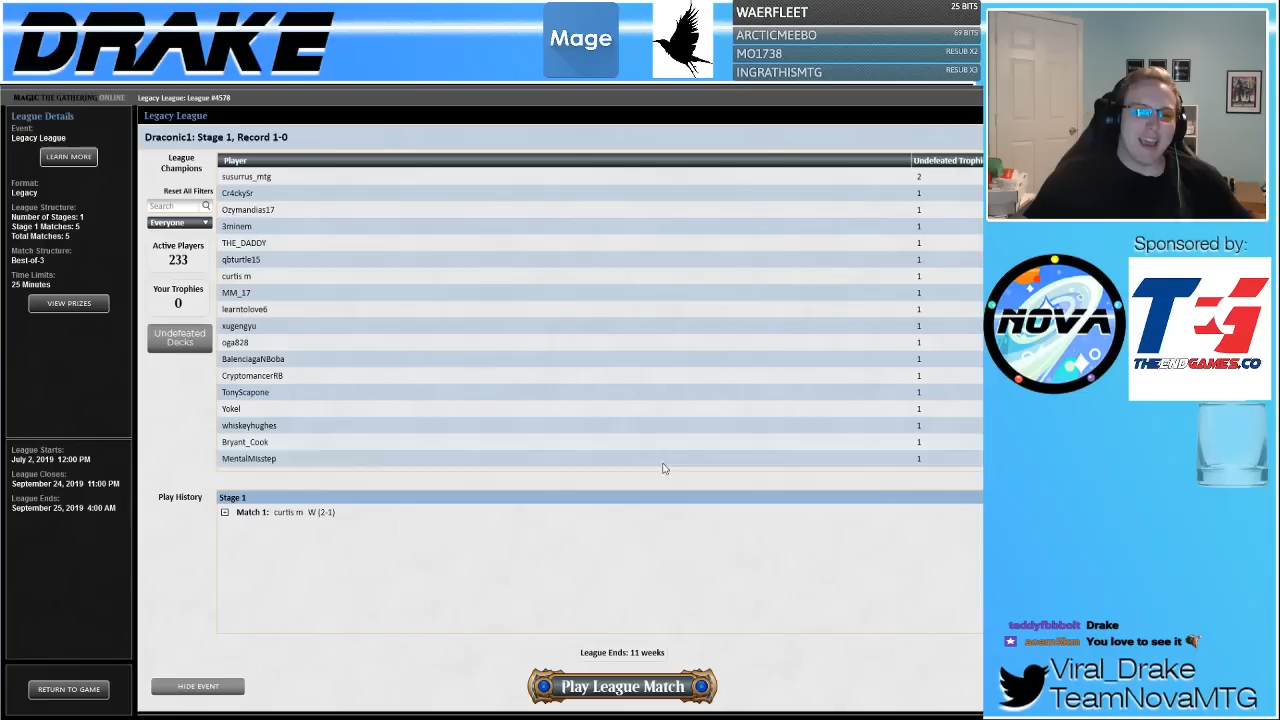 DRAKE
Mage
WAERFLEET 25 BITS
ARCTICMEEBO 69 BITS
MO1738 RESUB X2
INGRATHISMTG RESUB X3
MAGIC THE GATHERING ONLINE
Legacy League: League #4578
League Details
Event:
Legacy League
LEARN MORE
Format:
Legacy
League Structure:
Number of Stages: 1
Stage 1 Matches: 5
Total Matches: 5
Match Structure:
Best-of-3
Time Limits:
25 Minutes
VIEW PRIZES
League Starts:
July 2, 2019 12:00 PM
League Closes:
September 24, 2019 11:00 PM
League Ends:
September 25, 2019 4:00 AM
RETURN TO GAME
Legacy League
Draconic1: Stage 1, Record 1-0
League
Champions
Reset All Filters
Search
Everyone
Active Players
233
Your Trophies
0
Undefeated
Decks
Player Undefeated Trophi
susurrus_mtg 2
Cr4ckySr 1
Ozymandias17 1
3minem 1
THE_DADDY 1
qbturtle15 1
curtis m 1
MM_17 1
learntolove6 1
xugengyu 1
oga828 1
BalenciagaNBoba 1
CryptomancerRB 1
TonyScapone 1
Yokel 1
whiskeyhughes 1
Bryant_Cook 1
MentalMisstep 1
Play History
Stage 1
Match 1: curtis m W (2-1)
League Ends: 11 weeks
HIDE EVENT
Play League Match
Sponsored by:
NOVA
TEG
THEENDGAMES.CO
teddyfbbbolt Drake
You love to see it
Viral_Drake
TeamNovaMTG